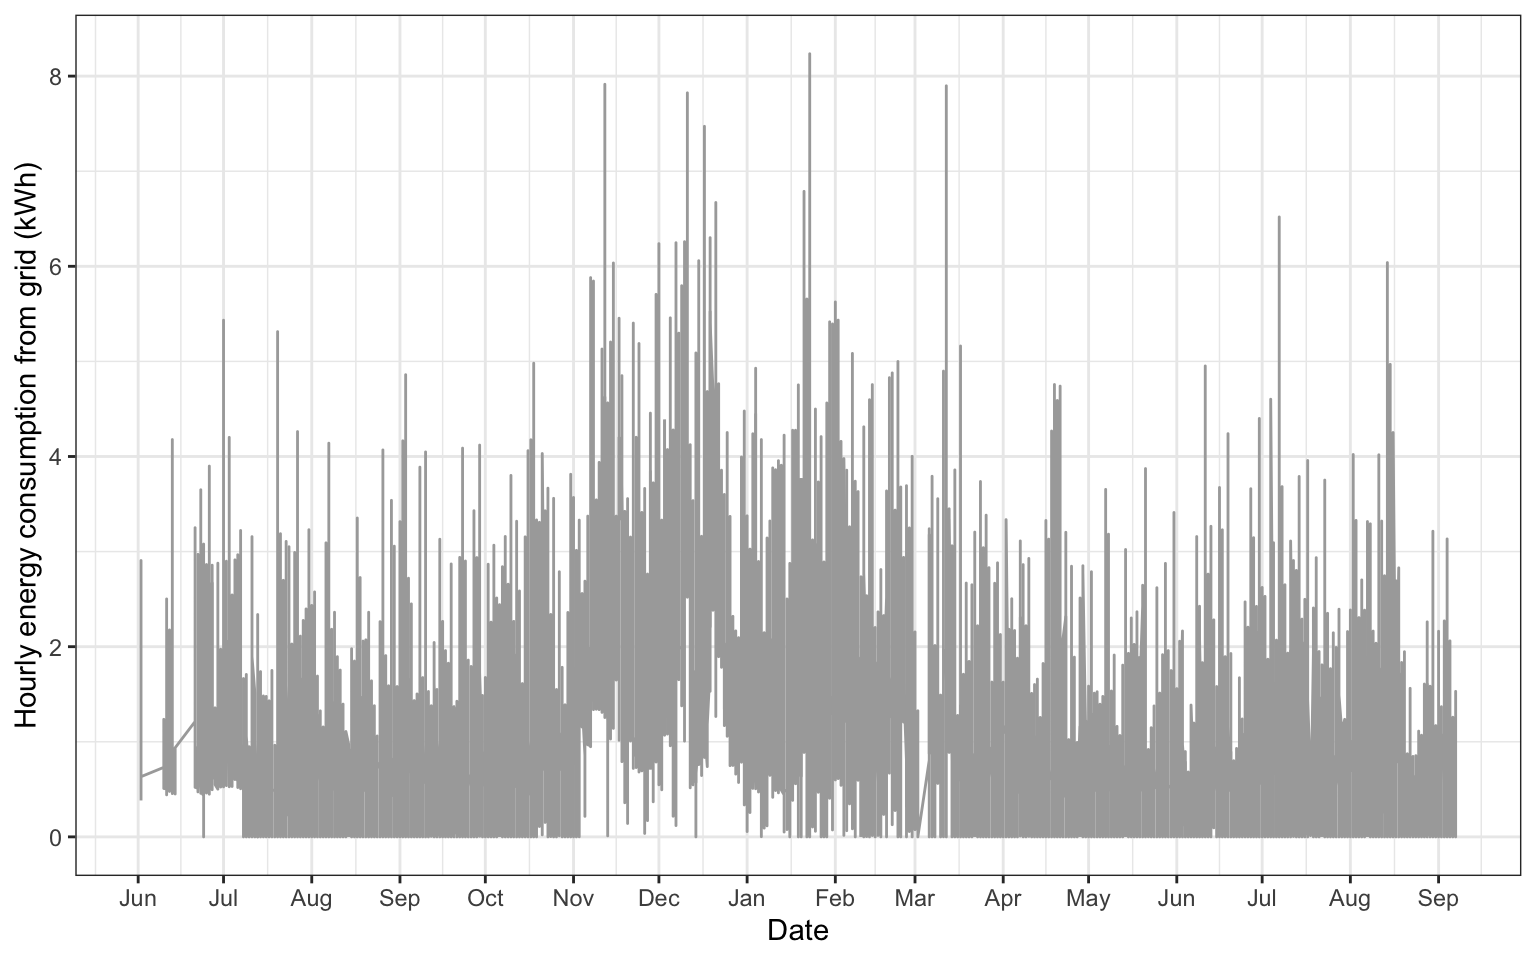 Hourly energy consumption from grid (kWh)
8
6
4
2
0
Jun Jul Aug Sep Oct Nov Dec Jan Feb Mar Apr May Jun Jul Aug Sep
Date